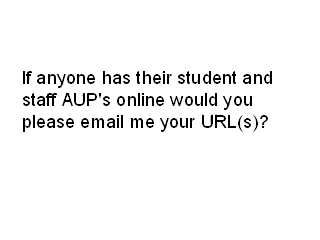 If anyone has their student and
staff AUP's online would you
please email me your URL(s)?